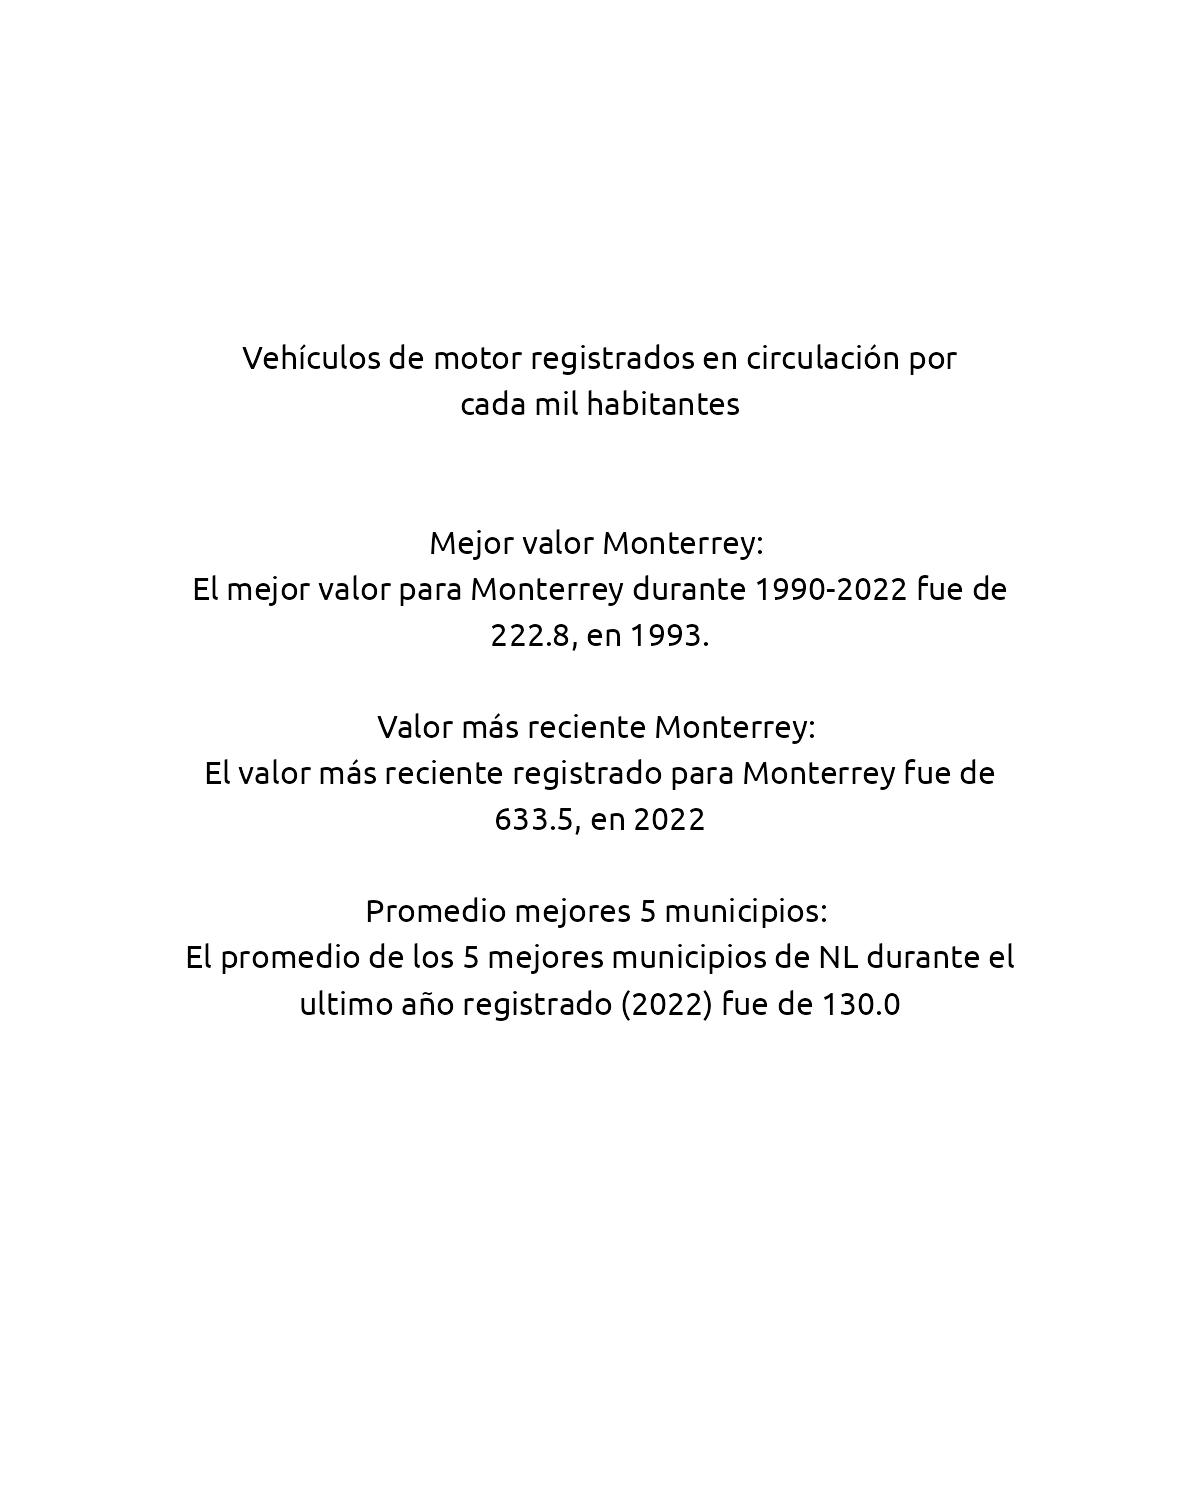 Vehículos de motor registrados en circulación por
cada mil habitantes
Mejor valor Monterrey:
El mejor valor para Monterrey durante 1990-2022 fue de
222.8, en 1993.
Valor más reciente Monterrey:
El valor más reciente registrado para Monterrey fue de
633.5, en 2022
Promedio mejores 5 municipios:
El promedio de los 5 mejores municipios de NL durante el
ultimo año registrado (2022) fue de 130.0